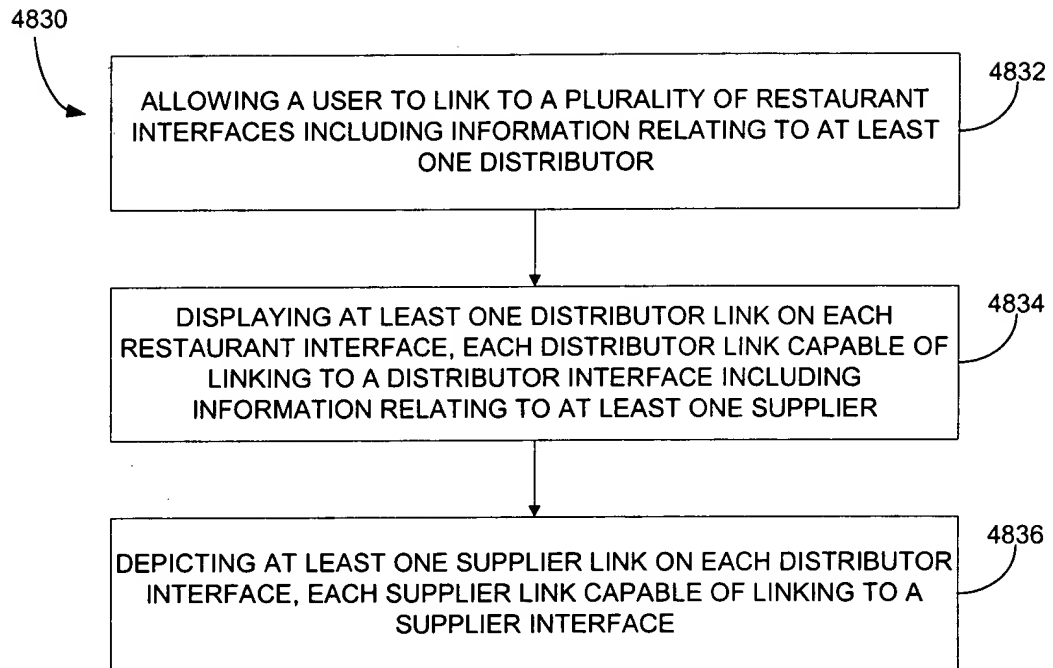 4830
4832
ALLOWING A USER TO LINK TO A PLURALITY OF RESTAURANT
INTERFACES INCLUDING INFORMATION RELATING TO AT LEAST
ONE DISTRIBUTOR
4834
DISPLAYING AT LEAST ONE DISTRIBUTOR LINK ON EACH
RESTAURANT INTERFACE, EACH DISTRIBUTOR LINK CAPABLE OF
LINKING TO A DISTRIBUTOR INTERFACE INCLUDING
INFORMATION RELATING TO AT LEAST ONE SUPPLIER
4836
DEPICTING AT LEAST ONE SUPPLIER LINK ON EACH DISTRIBUTOR
INTERFACE, EACH SUPPLIER LINK CAPABLE OF LINKING TO A
SUPPLIER INTERFACE